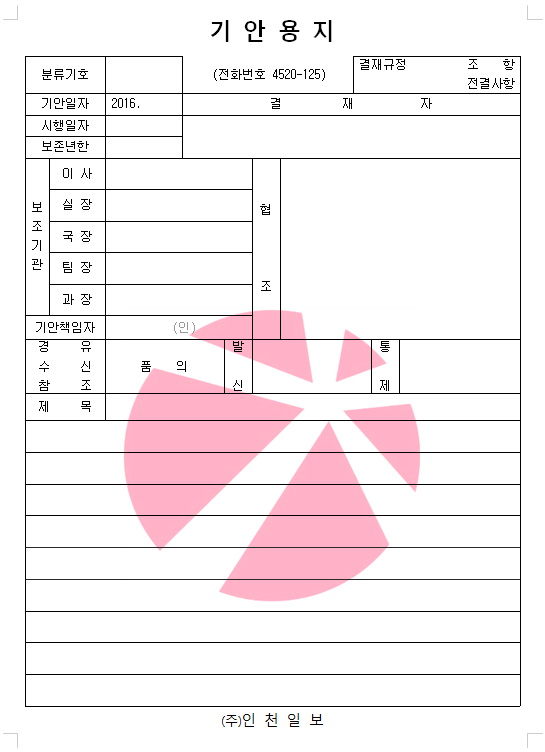 기 안 용 지
분류기호 (전화번호 4520-125) 결재규정 조 항
전결사항
기안일자 2016. 결 재 자
시행일자
보존년한
보조기관
이 사
실 장
국 장
팀 장
과 장
협 조
기안책임자 (인)
경 유
수 신
참 조
품 의
발 신
통 제
제 목
(주)인 천 일 보